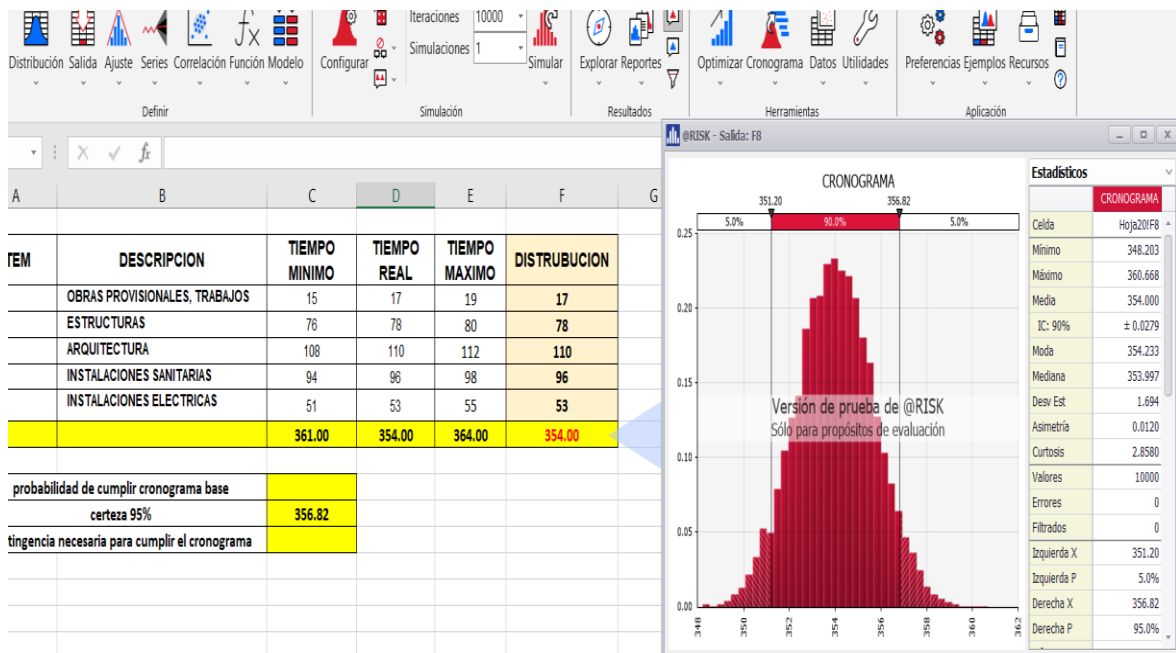 Iteraciones 10000
Simulaciones 1
Distribución Salida Ajuste Series Correlación Función Modelo
Configurar
Simular
Explorar Reportes
Optimizar Cronograma Datos Utilidades
Preferencias Ejemplos Recursos
Definir
Simulación
Resultados
Herramientas
Aplicación
fx
A B C D E F G
TEM DESCRIPCION TIEMPO MINIMO TIEMPO REAL TIEMPO MAXIMO DISTRUBUCION
OBRAS PROVISIONALES, TRABAJOS 15 17 19 17
ESTRUCTURAS 76 78 80 78
ARQUITECTURA 108 110 112 110
INSTALACIONES SANITARIAS 94 96 98 96
INSTALACIONES ELECTRICAS 51 53 55 53
361.00 354.00 364.00 354.00
probabilidad de cumplir cronograma base
certeza 95% 356.82
tingencia necesaria para cumplir el cronograma
@RISK - Salida: F8
CRONOGRAMA
351.20 356.82
5.0% 90.0% 5.0%
0.25
0.20
0.15
0.10
0.05
0.00
348 350 352 354 356 358 360 362
Versión de prueba de @RISK
Sólo para propósitos de evaluación
Estadísticos
CRONOGRAMA
Celda Hoja20!F8
Mínimo 348.203
Máximo 360.668
Media 354.000
IC: 90% ± 0.0279
Moda 354.233
Mediana 353.997
Desv Est 1.694
Asimetría 0.0120
Curtosis 2.8580
Valores 10000
Errores 0
Filtrados 0
Izquierda X 351.20
Izquierda P 5.0%
Derecha X 356.82
Derecha P 95.0%